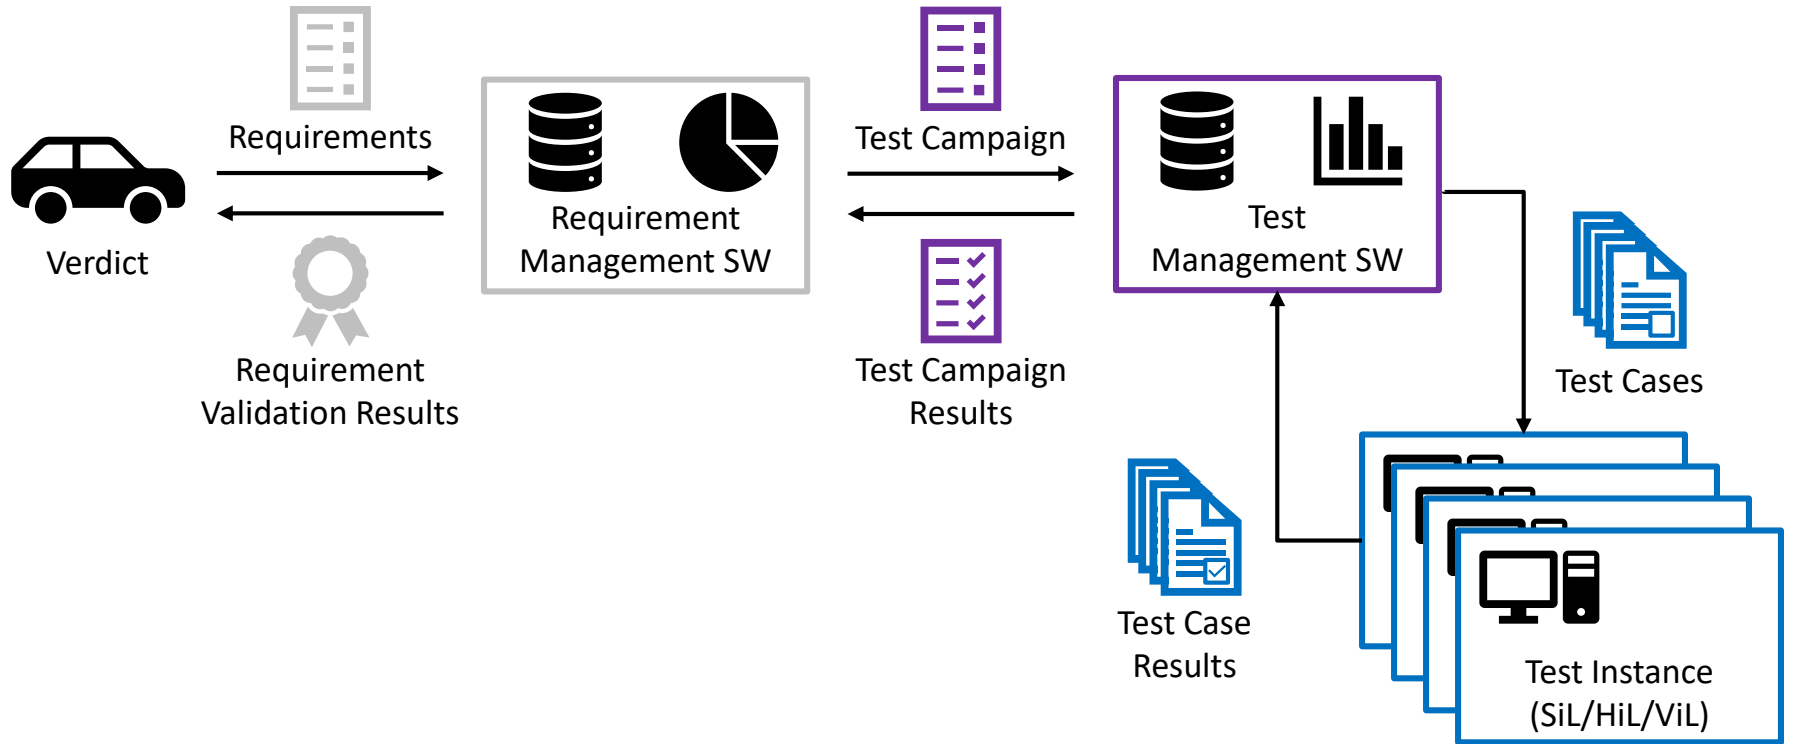 Requirements
Verdict
Requirement
Validation Results
Requirement
Management SW
Test Campaign
Test Campaign
Results
Test
Management SW
Test Cases
Test Case
Results
Test Instance
(SiL/HiL/ViL)